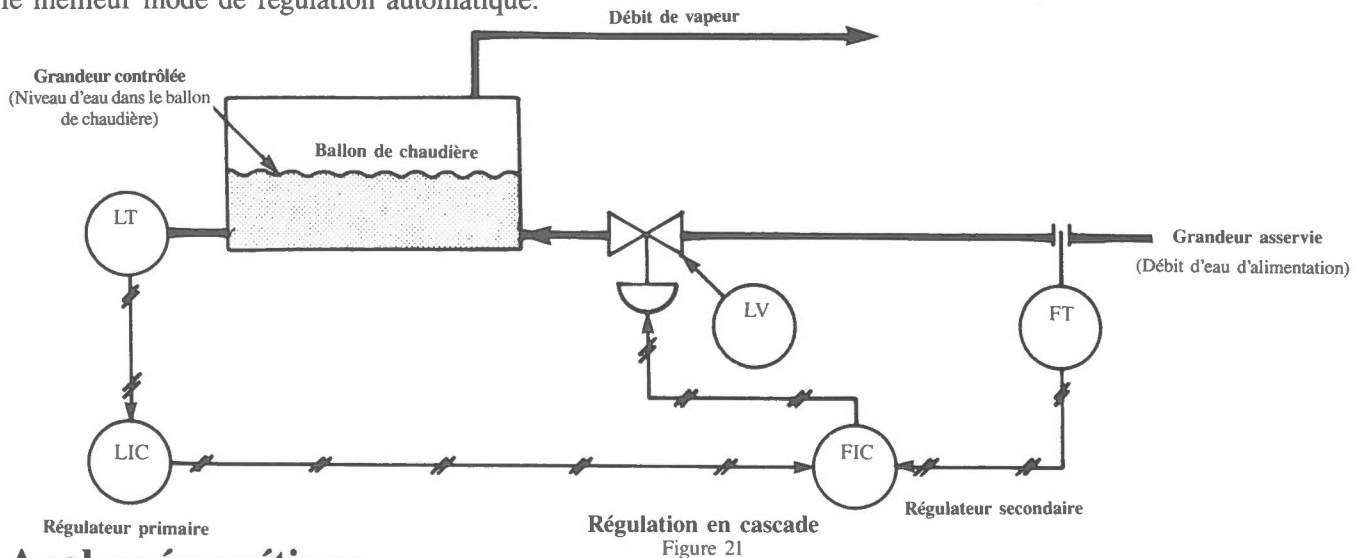 le meilleur mode de régulation automatique.
Débit de vapeur
Grandeur contrôlée
(Niveau d'eau dans le ballon
de chaudière)
Ballon de chaudière
LT
LV
Grandeur asservie
(Débit d'eau d'alimentation)
FT
LIC
FIC
Régulateur primaire
Régulateur secondaire
Régulation en cascade
Figure 21